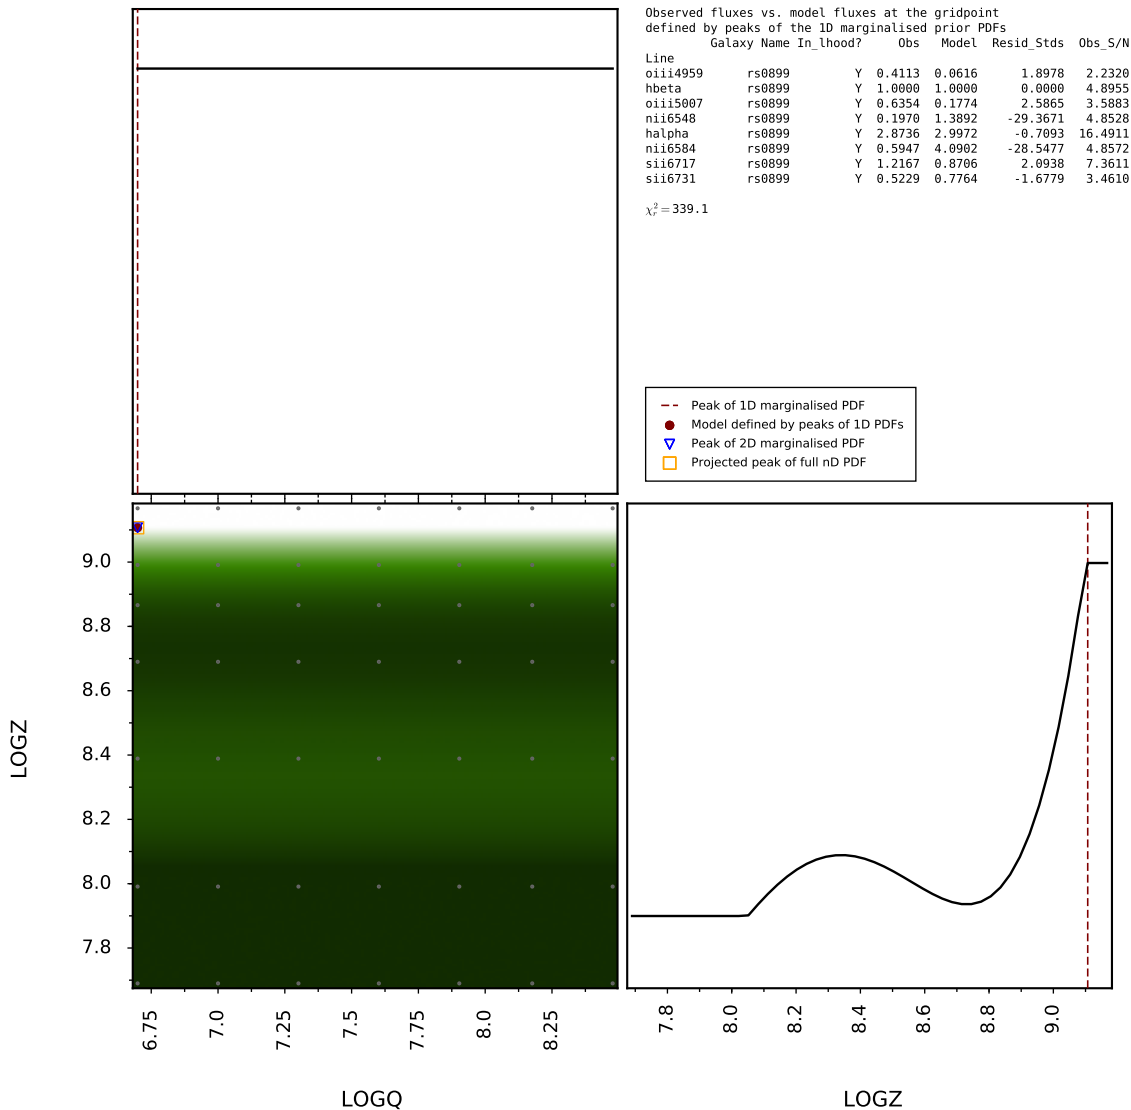 Observed fluxes vs. model fluxes at the gridpoint
defined by peaks of the 1D marginalised prior PDFs
Galaxy Name In_lhood? Obs Model Resid_Stds Obs_S/N
Line
oiii4959 rs0899 Y 0.4113 0.0616 1.8978 2.2320
hbeta rs0899 Y 1.0000 1.0000 0.0000 4.8955
oiii5007 rs0899 Y 0.6354 0.1774 2.5865 3.5883
nii6548 rs0899 Y 0.1970 1.3892 -29.3671 4.8528
halpha rs0899 Y 2.8736 2.9972 -0.7093 16.4911
nii6584 rs0899 Y 0.5947 4.0902 -28.5477 4.8572
sii6717 rs0899 Y 1.2167 0.8706 2.0938 7.3611
sii6731 rs0899 Y 0.5229 0.7764 -1.6779 3.4610
χ²ᵣ = 339.1
Peak of 1D marginalised PDF
Model defined by peaks of 1D PDFs
Peak of 2D marginalised PDF
Projected peak of full nD PDF
9.0
8.8
8.6
8.4
8.2
8.0
7.8
LOGZ
6.75 7.0 7.25 7.5 7.75 8.0 8.25
LOGQ
7.8 8.0 8.2 8.4 8.6 8.8 9.0
LOGZ